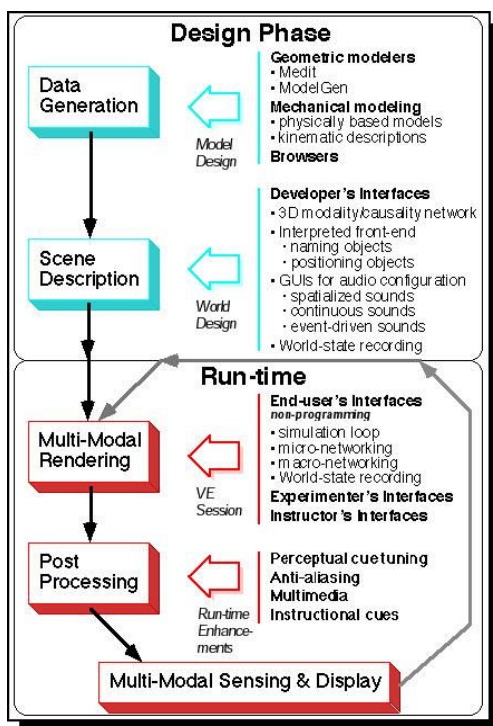 Design Phase
Data
Generation
Model
Design
Geometric modelers
• Medit
• ModelGen
Mechanical modeling
• physically based models
• kinematic descriptions
Browsers
Scene
Description
World
Design
Developer's Interfaces
• 3D modality/causality network
• Interpreted front-end
• naming objects
• positioning objects
• GUIs for audio configuration
• spatialized sounds
• continuous sounds
• event-driven sounds
• World-state recording
Run-time
Multi-Modal
Rendering
VE
Session
End-user's Interfaces
non-programming
• simulation loop
• micro-networking
• macro-networking
• World-state recording
Experimenter's Interfaces
Instructor's Interfaces
Post
Processing
Run-time
Enhance-
ments
Perceptual cue tuning
Anti-aliasing
Multimedia
Instructional cues
Multi-Modal Sensing & Display